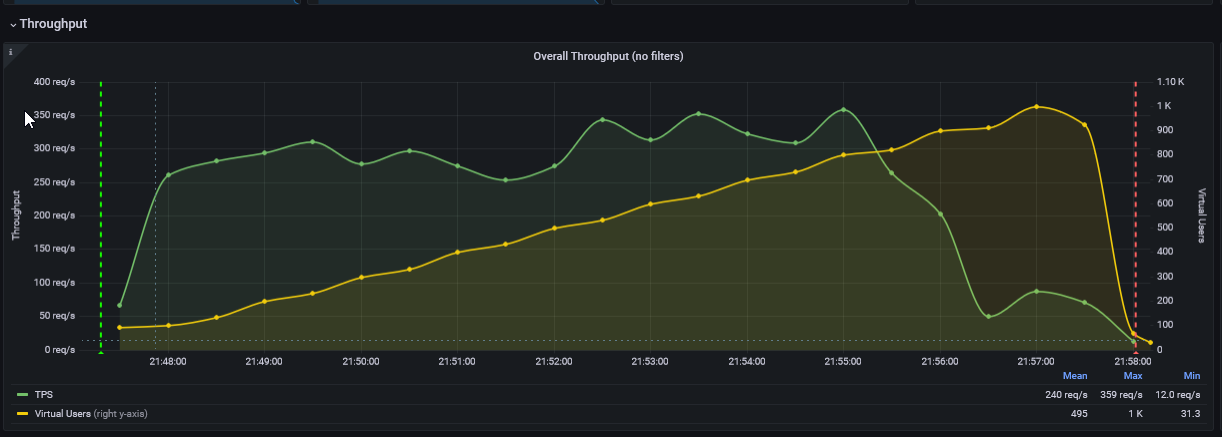 Throughput
i
Overall Throughput (no filters)
400 req/s
350 req/s
300 req/s
250 req/s
200 req/s
150 req/s
100 req/s
50 req/s
0 req/s
Throughput
1.10 K
1 K
900
800
700
600
500
400
300
200
100
0
Virtual Users
21:48:00 21:49:00 21:50:00 21:51:00 21:52:00 21:53:00 21:54:00 21:55:00 21:56:00 21:57:00 21:58:00
Mean Max Min
TPS 240 req/s 359 req/s 12.0 req/s
Virtual Users (right y-axis) 495 1 K 31.3